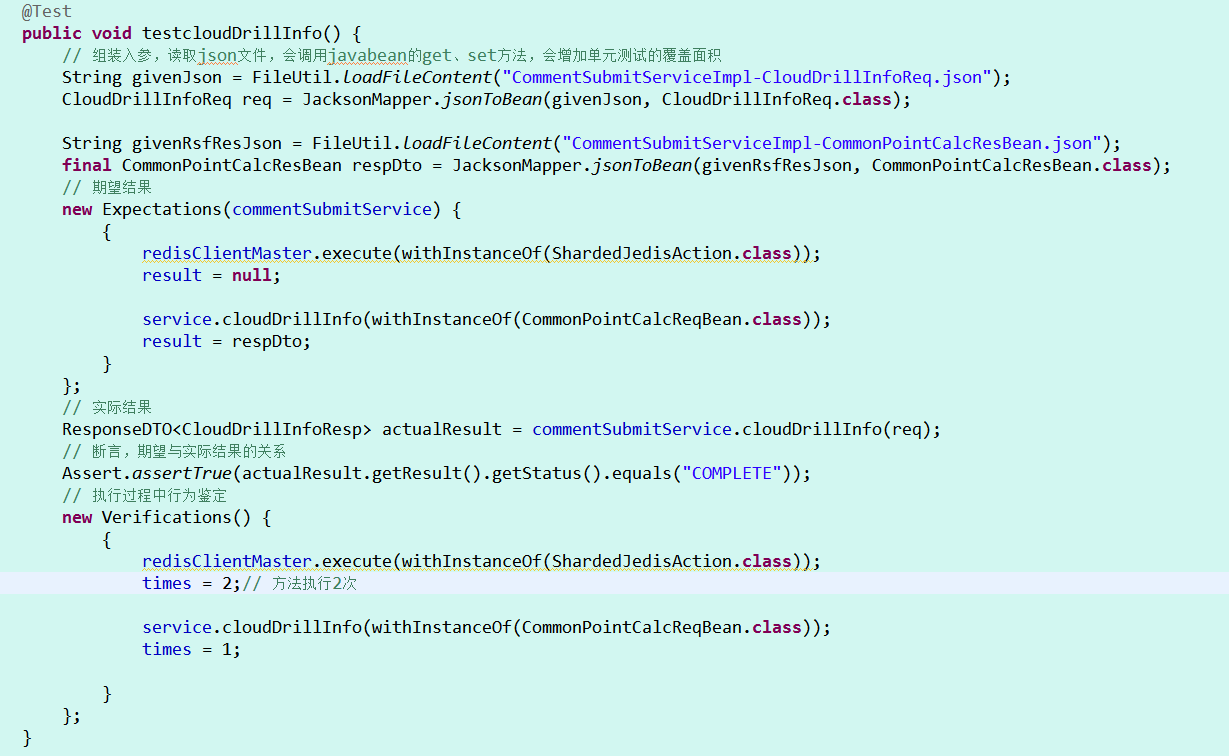 @Test
public void testcloudDrillInfo() {
// 组装入参，读取json文件，会调用javabean的get、set方法，会增加单元测试的覆盖面积
String givenJson = FileUtil.loadFileContent("CommentSubmitServiceImpl-CloudDrillInfoReq.json");
CloudDrillInfoReq req = JacksonMapper.jsonToBean(givenJson, CloudDrillInfoReq.class);
String givenRsfResJson = FileUtil.loadFileContent("CommentSubmitServiceImpl-CommonPointCalcResBean.json");
final CommonPointCalcResBean respDto = JacksonMapper.jsonToBean(givenRsfResJson, CommonPointCalcResBean.class);
// 期望结果
new Expectations(commentSubmitService) {
{
redisClientMaster.execute(withInstanceOf(ShardedJedisAction.class));
result = null;
service.cloudDrillInfo(withInstanceOf(CommonPointCalcReqBean.class));
result = respDto;
}
};
// 实际结果
ResponseDTO<CloudDrillInfoResp> actualResult = commentSubmitService.cloudDrillInfo(req);
// 断言，期望与实际结果的关系
Assert.assertTrue(actualResult.getResult().getStatus().equals("COMPLETE"));
// 执行过程中行为鉴定
new Verifications() {
{
redisClientMaster.execute(withInstanceOf(ShardedJedisAction.class));
times = 2;// 方法执行2次
service.cloudDrillInfo(withInstanceOf(CommonPointCalcReqBean.class));
times = 1;
}
};
}